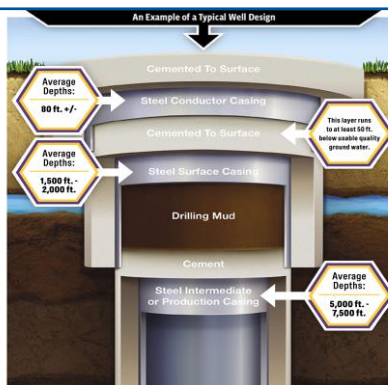 An Example of a Typical Well Design
Cemented To Surface
Average
Depths:
80 ft. +/-
Steel Conductor Casing
Cemented To Surface
This layer runs
to at least 50 ft.
below usable quality
ground water.
Average
Depths:
1,500 ft. -
2,000 ft.
Steel Surface Casing
Drilling Mud
Cement
Steel Intermediate
or Production Casing
Average
Depths:
5,000 ft.
- 7,500 ft.